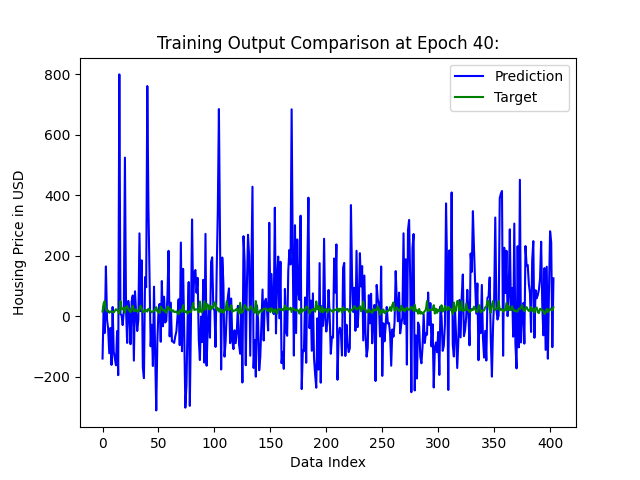 Training Output Comparison at Epoch 40:
Prediction
Target
Housing Price in USD
800
600
400
200
0
−200
0 50 100 150 200 250 300 350 400
Data Index